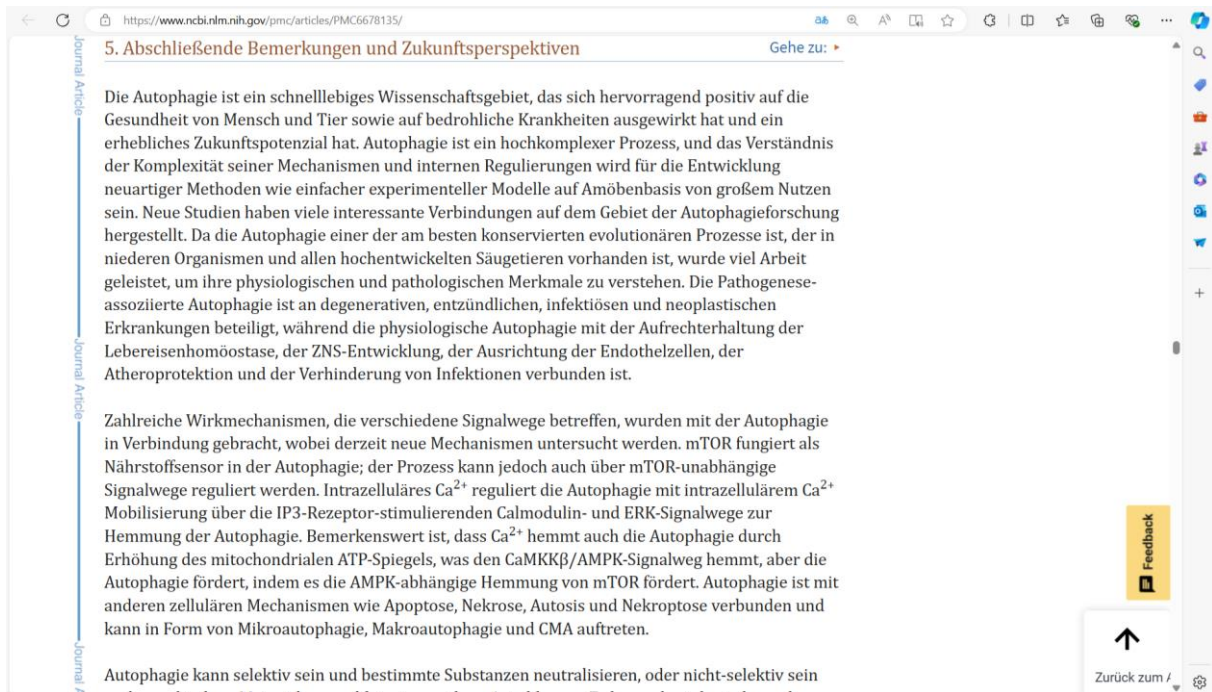 https://www.ncbi.nlm.nih.gov/pmc/articles/PMC6678135/
5. Abschließende Bemerkungen und Zukunftsperspektiven
Gehe zu:
Die Autophagie ist ein schnelllebiges Wissenschaftsgebiet, das sich hervorragend positiv auf die
Gesundheit von Mensch und Tier sowie auf bedrohliche Krankheiten ausgewirkt hat und ein
erhebliches Zukunftspotenzial hat. Autophagie ist ein hochkomplexer Prozess, und das Verständnis
der Komplexität seiner Mechanismen und internen Regulierungen wird für die Entwicklung
neuartiger Methoden wie einfacher experimenteller Modelle auf Amöbenbasis von großem Nutzen
sein. Neue Studien haben viele interessante Verbindungen auf dem Gebiet der Autophagieforschung
hergestellt. Da die Autophagie einer der am besten konservierten evolutionären Prozesse ist, der in
niederen Organismen und allen hochentwickelten Säugetieren vorhanden ist, wurde viel Arbeit
geleistet, um ihre physiologischen und pathologischen Merkmale zu verstehen. Die Pathogenese-
assoziierte Autophagie ist an degenerativen, entzündlichen, infektiösen und neoplastischen
Erkrankungen beteiligt, während die physiologische Autophagie mit der Aufrechterhaltung der
Lebereisenhomöostase, der ZNS-Entwicklung, der Ausrichtung der Endothelzellen, der
Atheroprotektion und der Verhinderung von Infektionen verbunden ist.
Zahlreiche Wirkmechanismen, die verschiedene Signalwege betreffen, wurden mit der Autophagie
in Verbindung gebracht, wobei derzeit neue Mechanismen untersucht werden. mTOR fungiert als
Nährstoffsensor in der Autophagie; der Prozess kann jedoch auch über mTOR-unabhängige
Signalwege reguliert werden. Intrazelluläres Ca²⁺ reguliert die Autophagie mit intrazellulärem Ca²⁺
Mobilisierung über die IP3-Rezeptor-stimulierenden Calmodulin- und ERK-Signalwege zur
Hemmung der Autophagie. Bemerkenswert ist, dass Ca²⁺ hemmt auch die Autophagie durch
Erhöhung des mitochondrialen ATP-Spiegels, was den CaMKKβ/AMPK-Signalweg hemmt, aber die
Autophagie fördert, indem es die AMPK-abhängige Hemmung von mTOR fördert. Autophagie ist mit
anderen zellulären Mechanismen wie Apoptose, Nekrose, Autosis und Nekroptose verbunden und
kann in Form von Mikroautophagie, Makroautophagie und CMA auftreten.
Autophagie kann selektiv sein und bestimmte Substanzen neutralisieren, oder nicht-selektiv sein
Journal Article
Journal Article
Journal A
Feedback
Zurück zum A